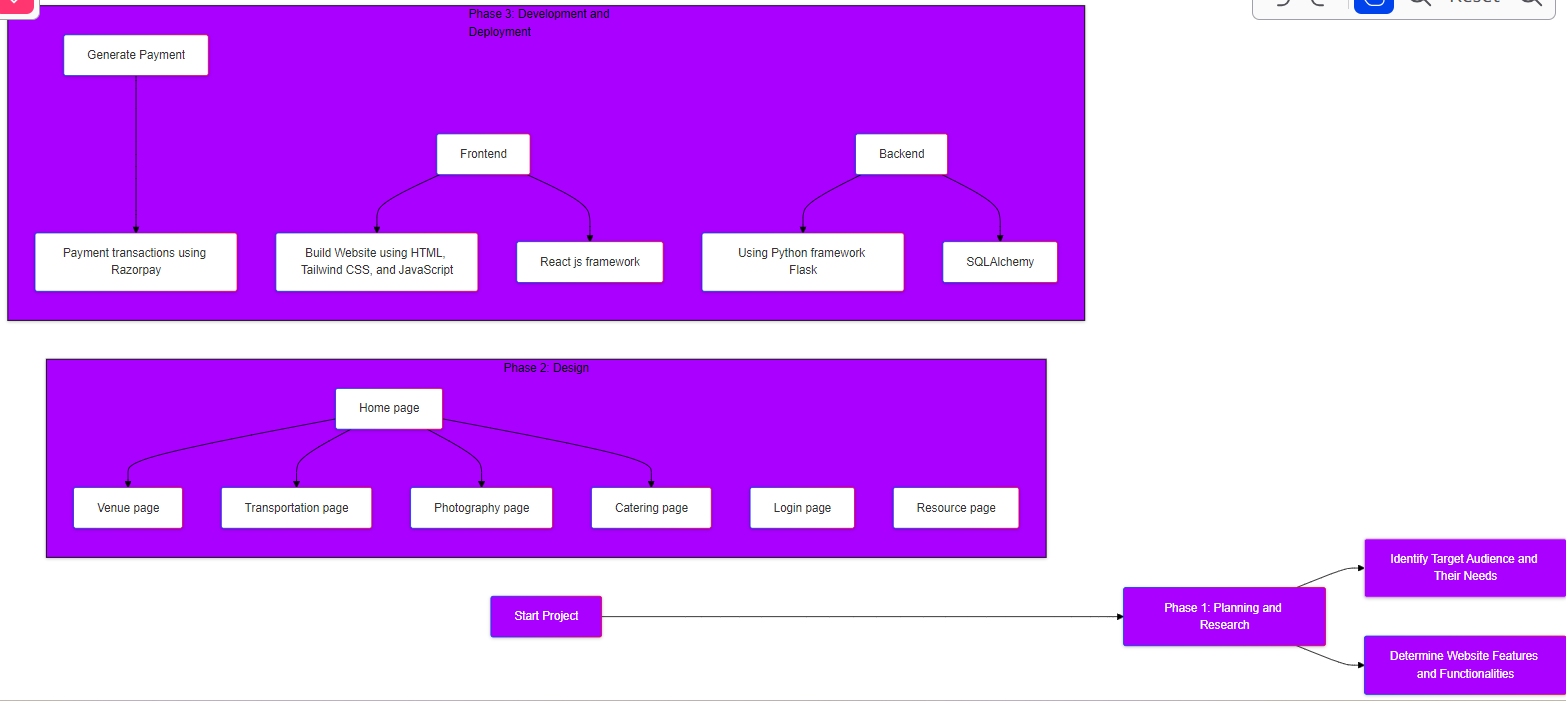 Phase 3: Development and
Deployment
Reset
Generate Payment
Frontend
Backend
Payment transactions using
Razorpay
Build Website using HTML,
Tailwind CSS, and JavaScript
React js framework
Using Python framework
Flask
SQLAlchemy
Phase 2: Design
Home page
Venue page
Transportation page
Photography page
Catering page
Login page
Resource page
Start Project
Phase 1: Planning and
Research
Identify Target Audience and
Their Needs
Determine Website Features
and Functionalities